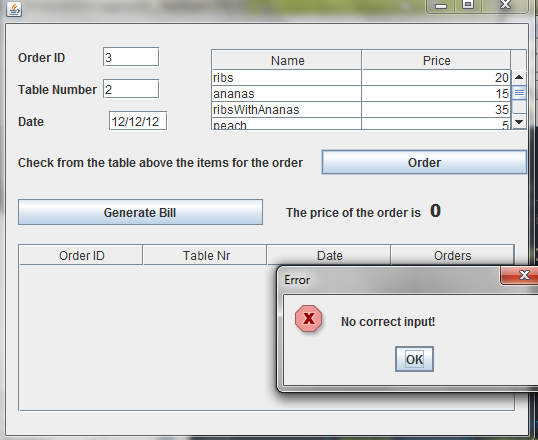 Order ID 3
Table Number 2
Date 12/12/12
Name Price
ribs 20
ananas 15
ribsWithAnanas 35
peach 5
Check from the table above the items for the order Order
Generate Bill The price of the order is 0
Order ID Table Nr Date Orders
Error
No correct input!
OK